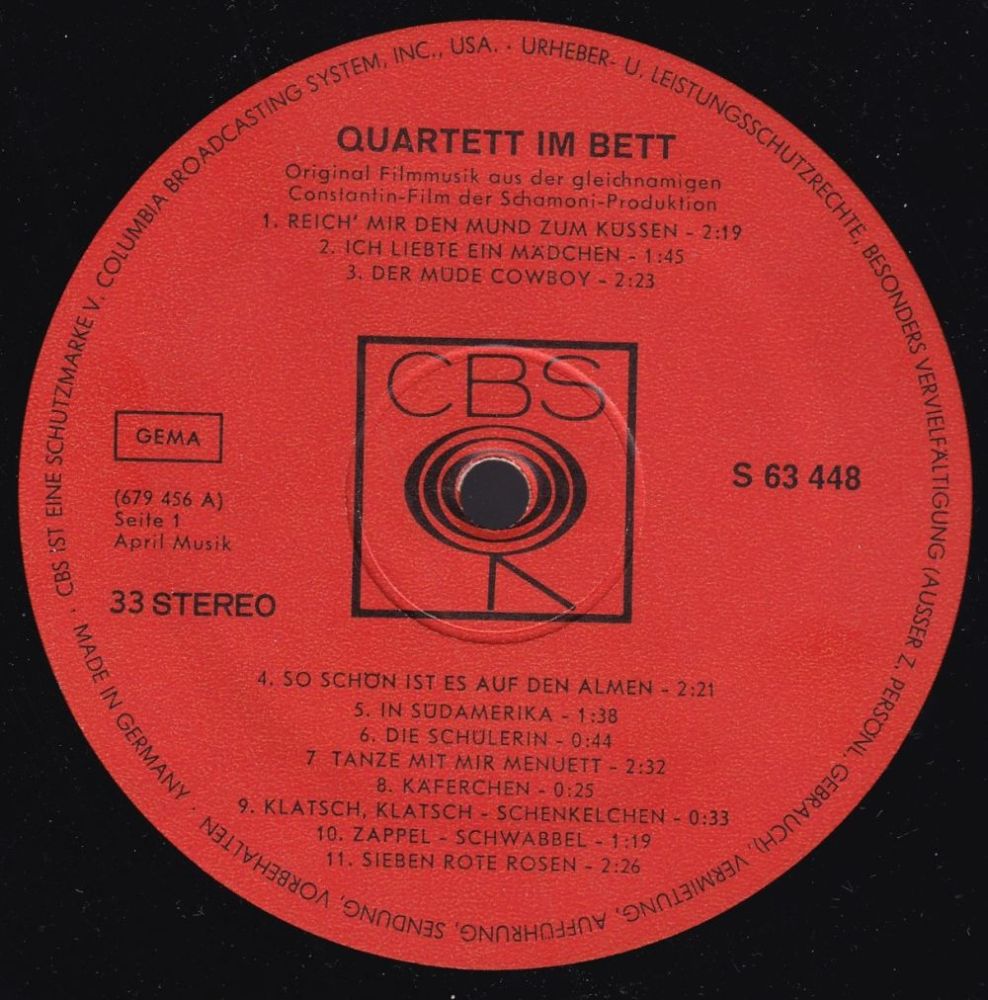 CBS IST EINE SCHUTZMARKE V. COLUMBIA BROADCASTING SYSTEM, INC., USA. · URHEBER- U. LEISTUNGSSCHUTZRECHTE, BESONDERS VERVIELFÄLTIGUNG (AUSSER Z. PERSÖNL. GEBRAUCH), VERMIETUNG, AUFFÜHRUNG, SENDUNG, VORBEHALTEN · MADE IN GERMANY ·
QUARTETT IM BETT
Original Filmmusik aus der gleichnamigen
Constantin-Film der Schamoni-Produktion
1. REICH' MIR DEN MUND ZUM KÜSSEN - 2:19
2. ICH LIEBTE EIN MÄDCHEN - 1:45
3. DER MÜDE COWBOY - 2:23
CBS
GEMA
S 63 448
(679 456 A)
Seite 1
April Musik
33 STEREO
4. SO SCHÖN IST ES AUF DEN ALMEN - 2:21
5. IN SÜDAMERIKA - 1:38
6. DIE SCHÜLERIN - 0:44
7 TANZE MIT MIR MENUETT - 2:32
8. KÄFERCHEN - 0:25
9. KLATSCH, KLATSCH - SCHENKELCHEN - 0:33
10. ZAPPEL - SCHWABBEL - 1:19
11. SIEBEN ROTE ROSEN - 2:26